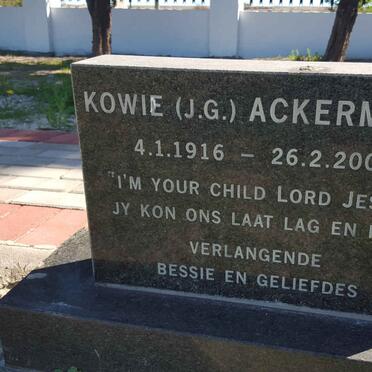 KOWIE (J.G.) ACKERM
4.1.1916 – 26.2.200
"I'M YOUR CHILD LORD JES
JY KON ONS LAAT LAG EN
VERLANGENDE
BESSIE EN GELIEFDES